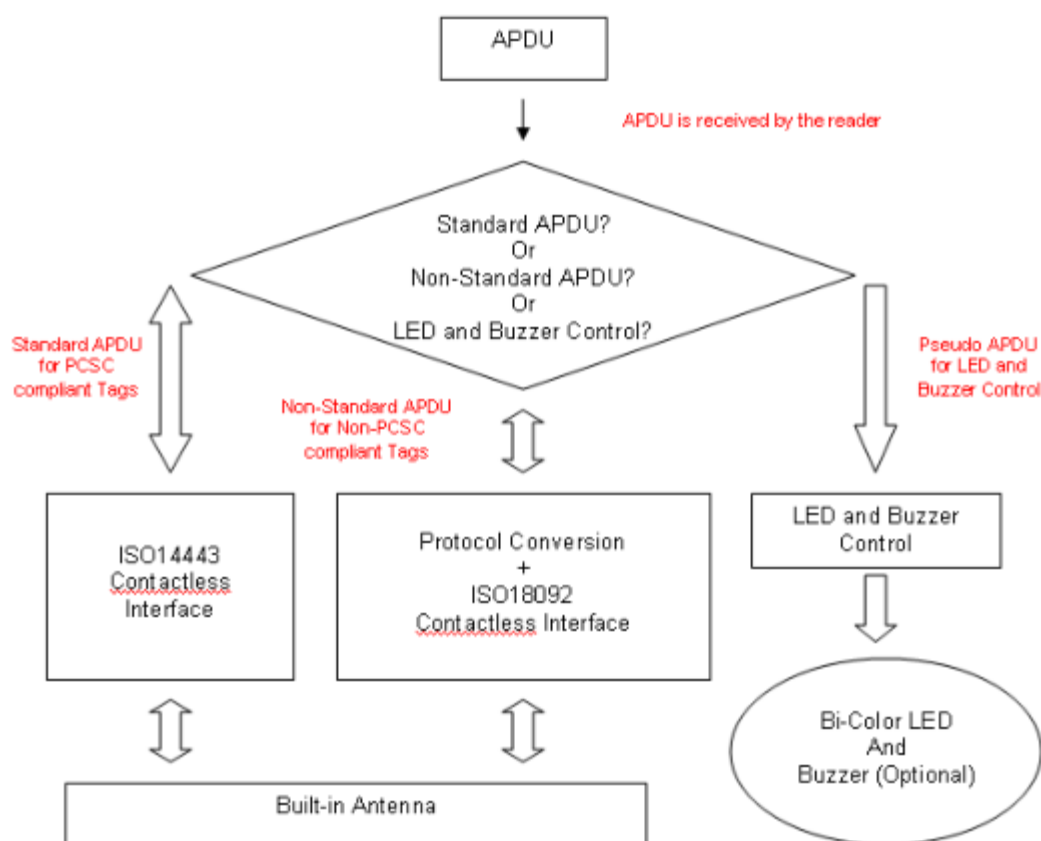 APDU
APDU is received by the reader
Standard APDU?
Or
Non-Standard APDU?
Or
LED and Buzzer Control?
Standard APDU
for PCSC
compliant Tags
Non-Standard APDU
for Non-PCSC
compliant Tags
Pseudo APDU
for LED and
Buzzer Control
ISO14443
Contactless
Interface
Protocol Conversion
+
ISO18092
Contactless Interface
LED and Buzzer
Control
Bi-Color LED
And
Buzzer (Optional)
Built-in Antenna